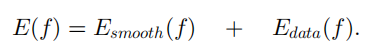 E(f) = E_{smooth}(f) + E_{data}(f).